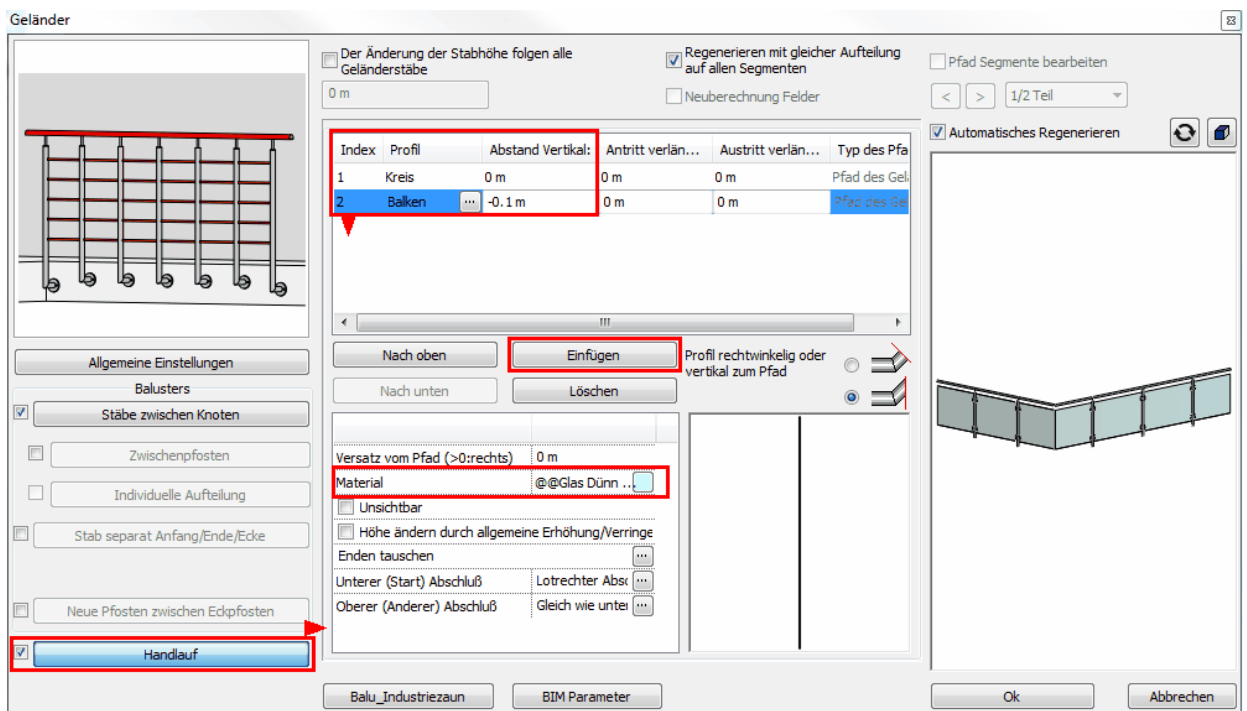 Geländer
Der Änderung der Stabhöhe folgen alle
Geländerstäbe
0 m
Regenerieren mit gleicher Aufteilung
auf allen Segmenten
Neuberechnung Felder
Pfad Segmente bearbeiten
< > 1/2 Teil
Automatisches Regenerieren
Index Profil Abstand Vertikal: Antritt verlän... Austritt verlän... Typ des Pfa
1 Kreis 0 m 0 m 0 m Pfad des Gel
2 Balken ... -0.1 m 0 m 0 m Pfad des Ge
Nach oben Einfügen
Nach unten Löschen
Profil rechtwinkelig oder
vertikal zum Pfad
Allgemeine Einstellungen
Balusters
Stäbe zwischen Knoten
Zwischenpfosten
Individuelle Aufteilung
Stab separat Anfang/Ende/Ecke
Neue Pfosten zwischen Eckpfosten
Handlauf
Versatz vom Pfad (>0:rechts) 0 m
Material @@Glas Dünn ...
Unsichtbar
Höhe ändern durch allgemeine Erhöhung/Verringe
Enden tauschen ...
Unterer (Start) Abschluß Lotrechter Absc ...
Oberer (Anderer) Abschluß Gleich wie unter ...
Balu_Industriezaun BIM Parameter
Ok Abbrechen